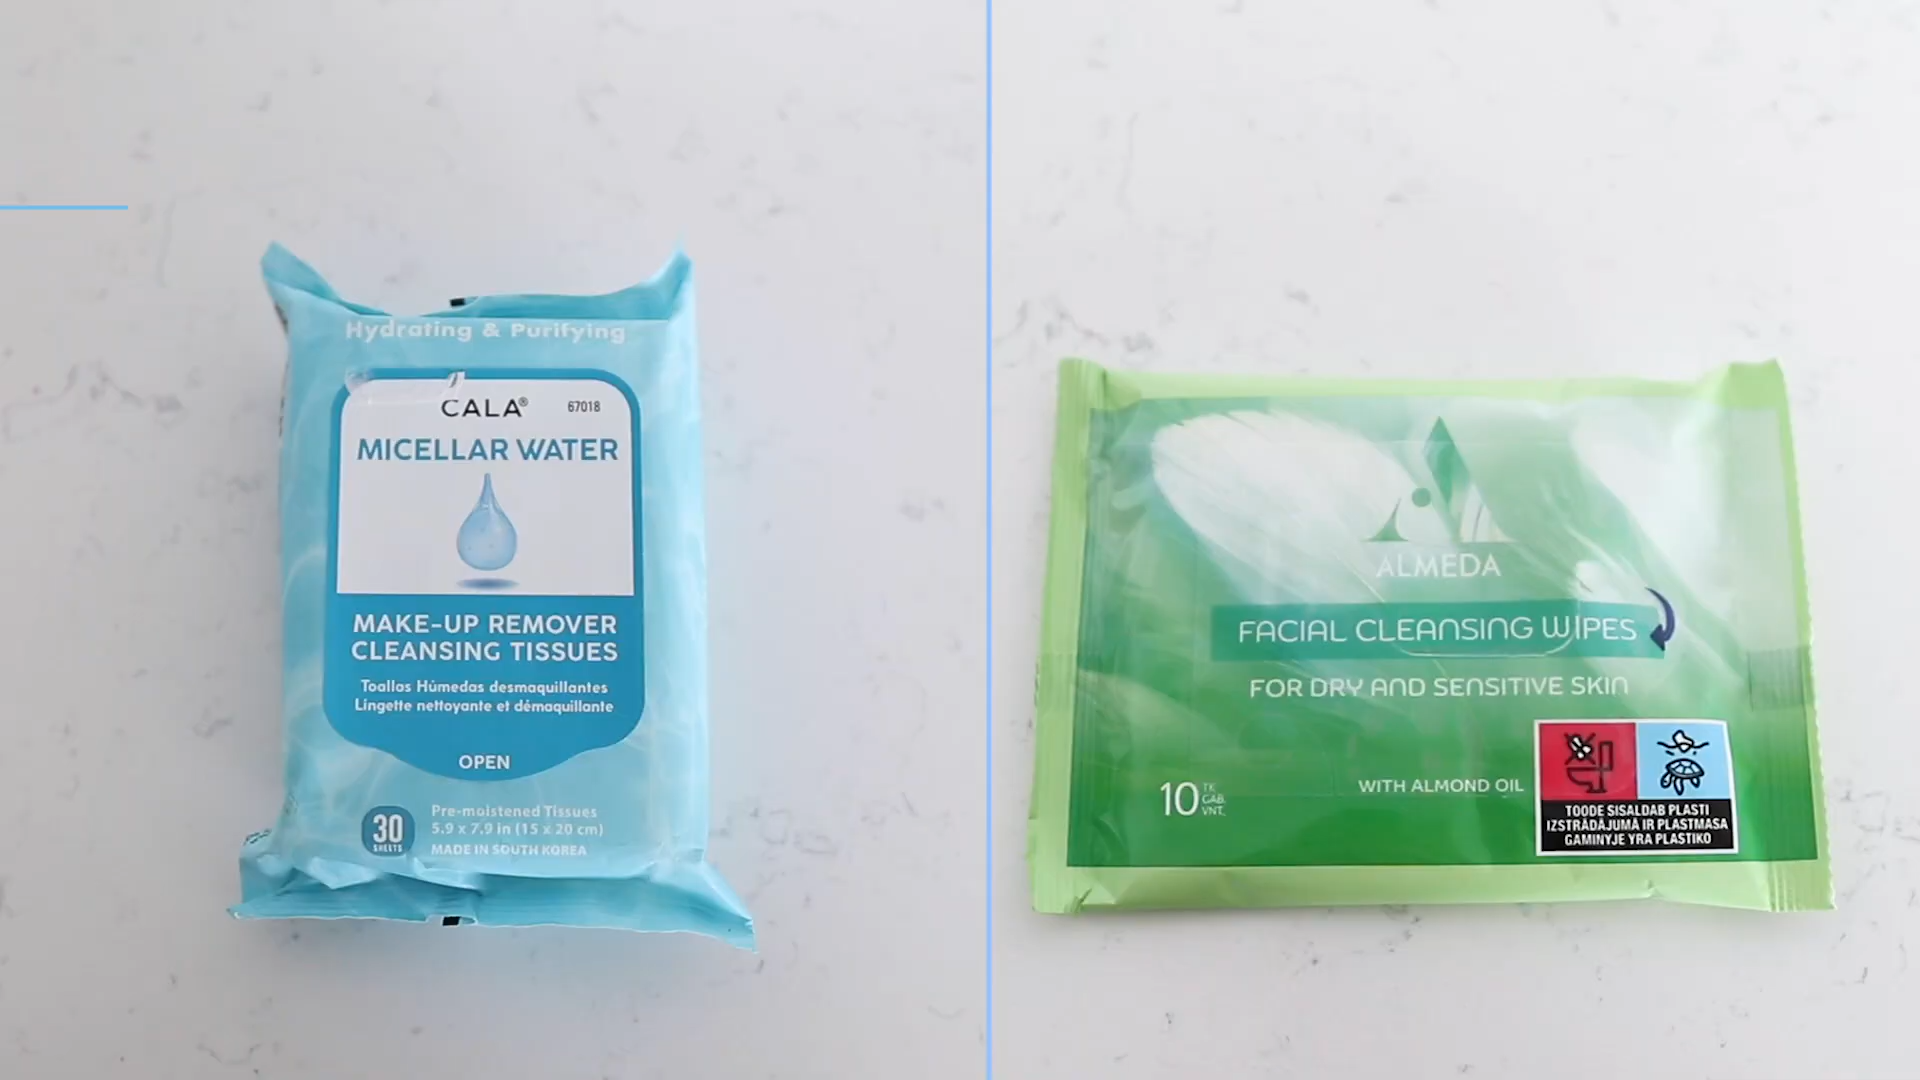 Hydrating & Purifying
CALA® 67018
MICELLAR WATER
MAKE-UP REMOVER
CLEANSING TISSUES
Toallas Húmedas desmaquillantes
Lingette nettoyante et démaquillante
OPEN
30
SHEETS
Pre-moistened Tissues
5.9 x 7.9 in (15 x 20 cm)
MADE IN SOUTH KOREA
ALMEDA
FACIAL CLEANSING WIPES
FOR DRY AND SENSITIVE SKIN
10 TK
GAB.
VNT.
WITH ALMOND OIL
TOODE SISALDAB PLASTI
IZSTRĀDĀJUMĀ IR PLASTMASA
GAMINYJE YRA PLASTIKO